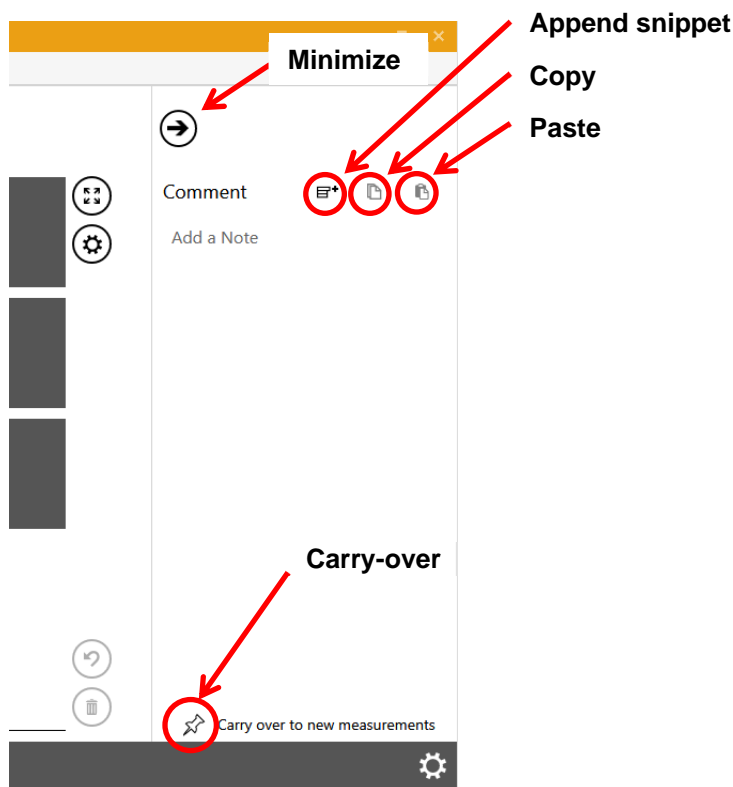 Append snippet
Minimize
Copy
Paste
Comment
Add a Note
Carry-over
Carry over to new measurements